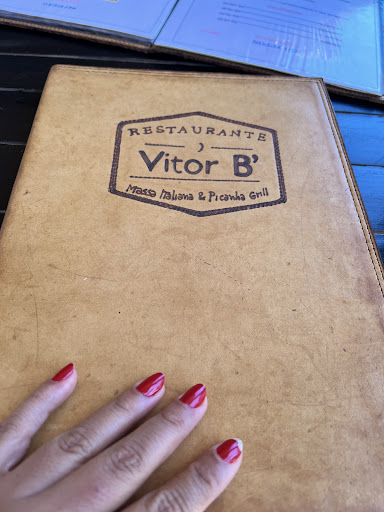 RESTAURANTE
Vitor B'
Massa Italiana & Picanha Grill